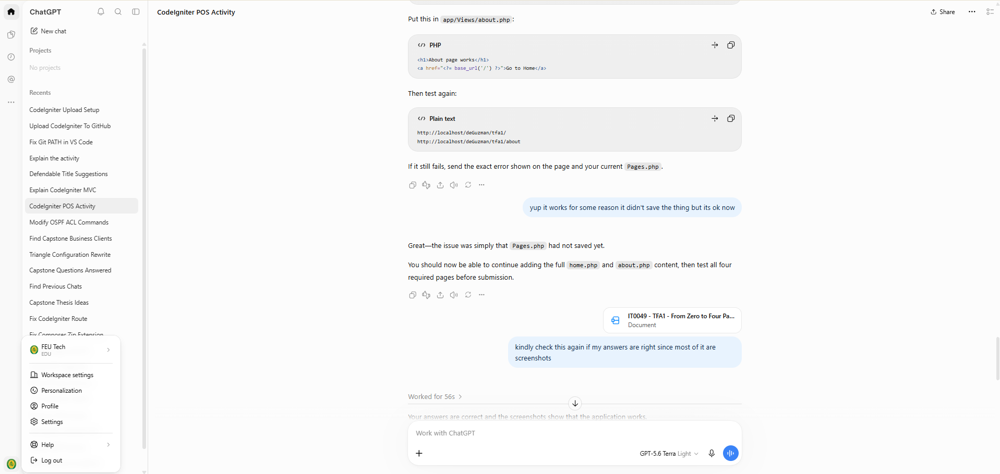 ChatGPT
New chat
Projects
No projects
Recents
CodeIgniter Upload Setup
Upload CodeIgniter To GitHub
Fix Git PATH in VS Code
Explain the activity
Defendable Title Suggestions
Explain CodeIgniter MVC
CodeIgniter POS Activity
Modify OSPF ACL Commands
Find Capstone Business Clients
Triangle Configuration Rewrite
Capstone Questions Answered
Find Previous Chats
Capstone Thesis Ideas
Fix CodeIgniter Route
Fix Composer Zip Extension
FEU Tech
EDU
Workspace settings
Personalization
Profile
Settings
Help
Log out
CodeIgniter POS Activity
Share
Put this in app/Views/about.php:
PHP
<h1>About page works</h1>
<a href="<?= base_url('/') ?>">Go to Home</a>
Then test again:
Plain text
http://localhost/deGuzman/tfa1/
http://localhost/deGuzman/tfa1/about
If it still fails, send the exact error shown on the page and your current Pages.php.
yup it works for some reason it didn't save the thing but its ok now
Great—the issue was simply that Pages.php had not saved yet.
You should now be able to continue adding the full home.php and about.php content, then test all four
required pages before submission.
IT0049 - TFA1 - From Zero to Four Pa...
Document
kindly check this again if my answers are right since most of it are
screenshots
Worked for 56s
Your answers are correct and the screenshots show that the application works.
Work with ChatGPT
GPT-5.6 Terra Light